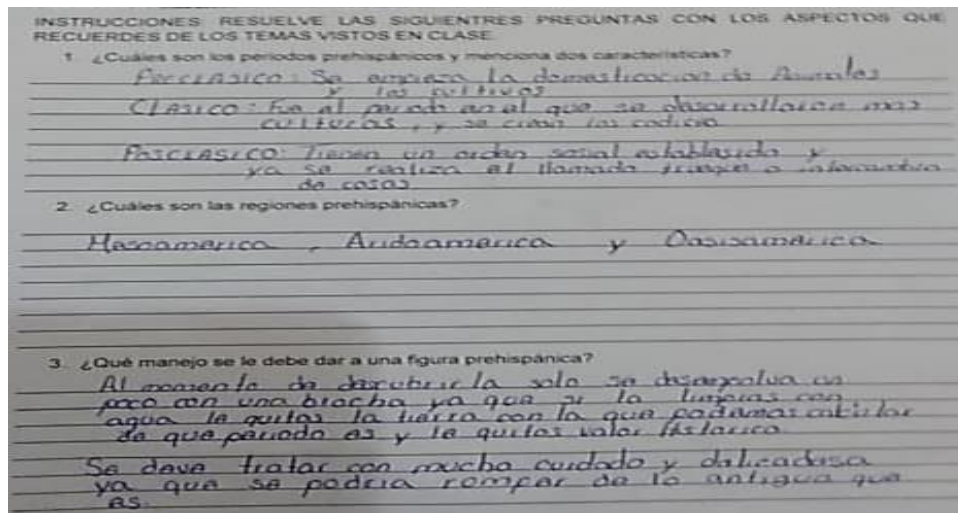 INSTRUCCIONES: RESUELVE LAS SIGUIENTRES PREGUNTAS CON LOS ASPECTOS QUE
RECUERDES DE LOS TEMAS VISTOS EN CLASE.
1. ¿Cuáles son los periodos prehispánicos y menciona dos características?
Preclasico: Se empieza la domesticacion de Animales
y los cultivos
Clasico: Fue al periodo en el que se desarrollaron mas
culturas, y se crean los codices
Posclasico: Tienen un orden social establesido y
ya se realiza el llamado trueque o intercambio
de cosas
2. ¿Cuáles son las regiones prehispánicas?
Mesoamerica, Aridoamerica y Oasisamerica
3. ¿Qué manejo se le debe dar a una figura prehispánica?
Al momento de descubrirla solo se desenpolva un
poco con una brocha ya que si la limpias con
agua le quitas la tierra con la que podamos calcular
de que periodo es y le quitas valor historico.
Se deve tratar con mucho cuidado y delicadesa
ya que se podria romper de lo antigua que
es.